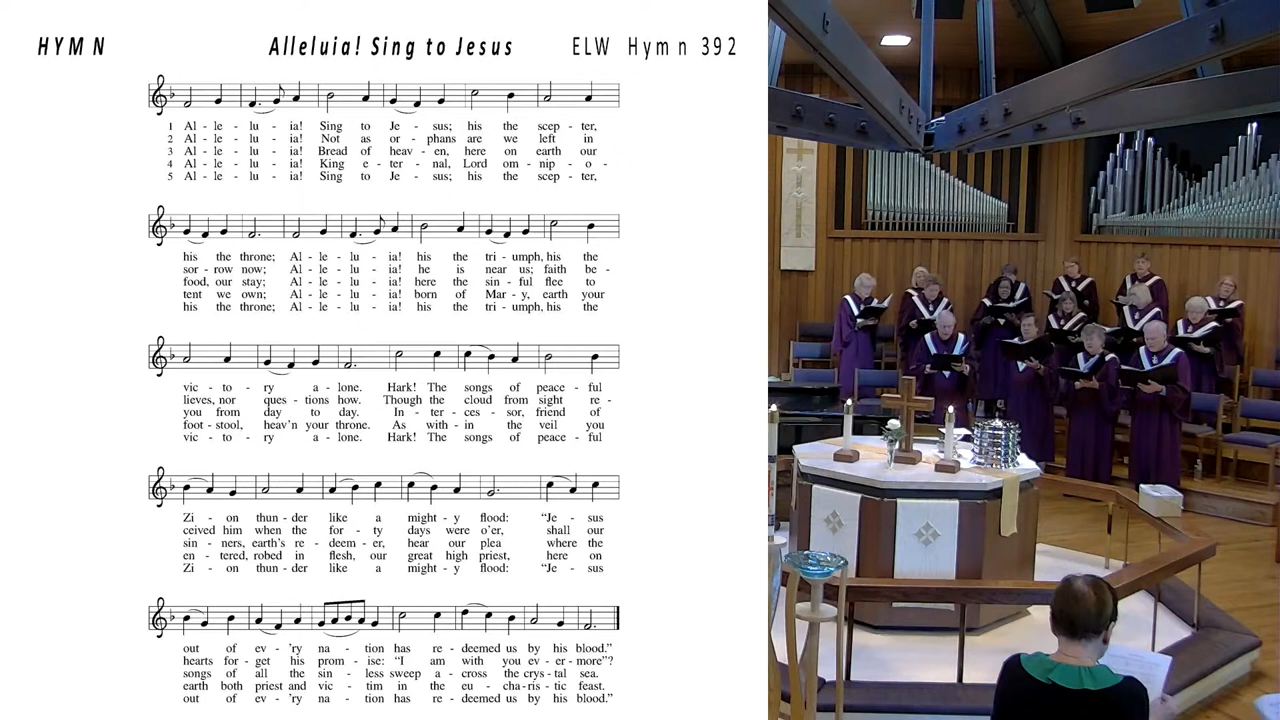 HYMN Alleluia! Sing to Jesus ELW Hymn 392
1 Al - le - lu - ia! Sing to Je - sus; his the scep - ter,
2 Al - le - lu - ia! Not as or - phans are we left in
3 Al - le - lu - ia! Bread of heav - en, here on earth our
4 Al - le - lu - ia! King e - ter - nal, Lord om - nip - o -
5 Al - le - lu - ia! Sing to Je - sus; his the scep - ter,
his the throne; Al - le - lu - ia! his the tri - umph, his the
sor - row now; Al - le - lu - ia! he is near us; faith be -
food, our stay; Al - le - lu - ia! here the sin - ful flee to
tent we own; Al - le - lu - ia! born of Mar - y, earth your
his the throne; Al - le - lu - ia! his the tri - umph, his the
vic - to - ry a - lone. Hark! The songs of peace - ful
lieves, nor ques - tions how. Though the cloud from sight re -
you from day to day. In - ter - ces - sor, friend of
foot - stool, heav'n your throne. As with - in the veil you
vic - to - ry a - lone. Hark! The songs of peace - ful
Zi - on thun - der like a might - y flood: “Je - sus
ceived him when the for - ty days were o'er, shall our
sin - ners, earth's re - deem - er, hear our plea where the
en - tered, robed in flesh, our great high priest, here on
Zi - on thun - der like a might - y flood: “Je - sus
out of ev - 'ry na - tion has re - deemed us by his blood.”
hearts for - get his prom - ise: “I am with you ev - er - more”?
songs of all the sin - less sweep a - cross the crys - tal sea.
earth both priest and vic - tim in the eu - cha - ris - tic feast.
out of ev - 'ry na - tion has re - deemed us by his blood.”